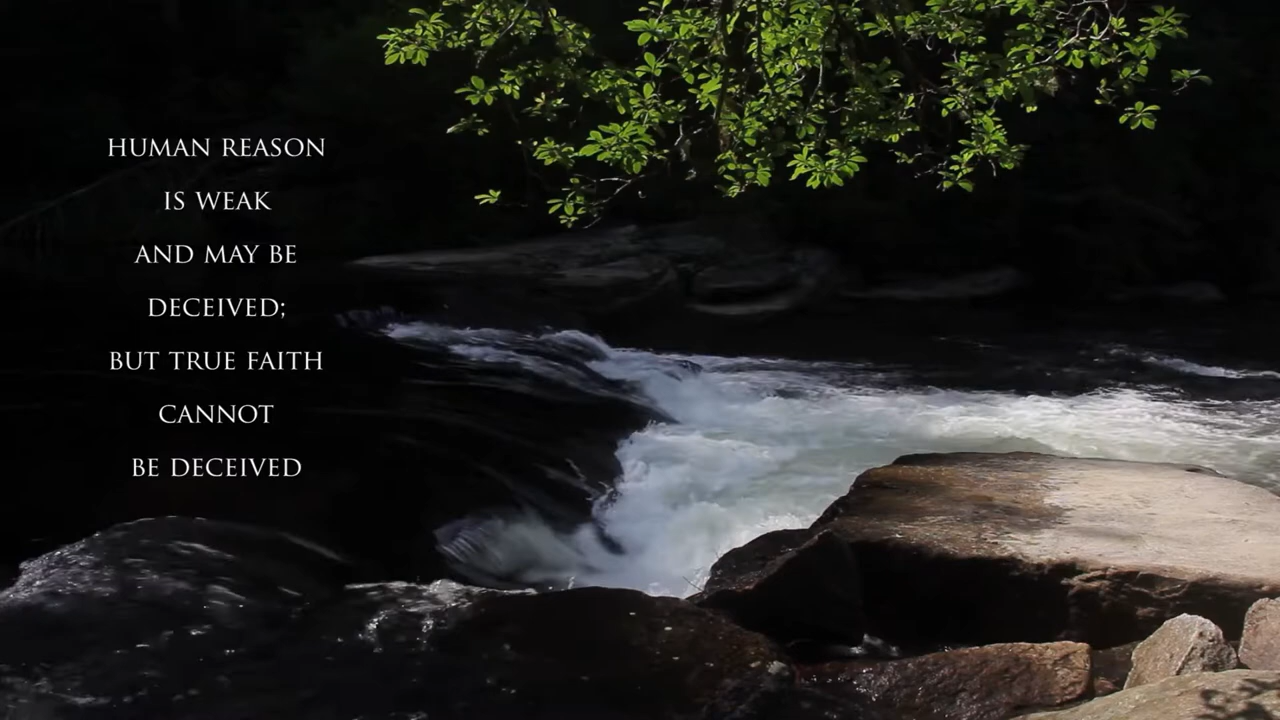 HUMAN REASON
IS WEAK
AND MAY BE
DECEIVED;
BUT TRUE FAITH
CANNOT
BE DECEIVED